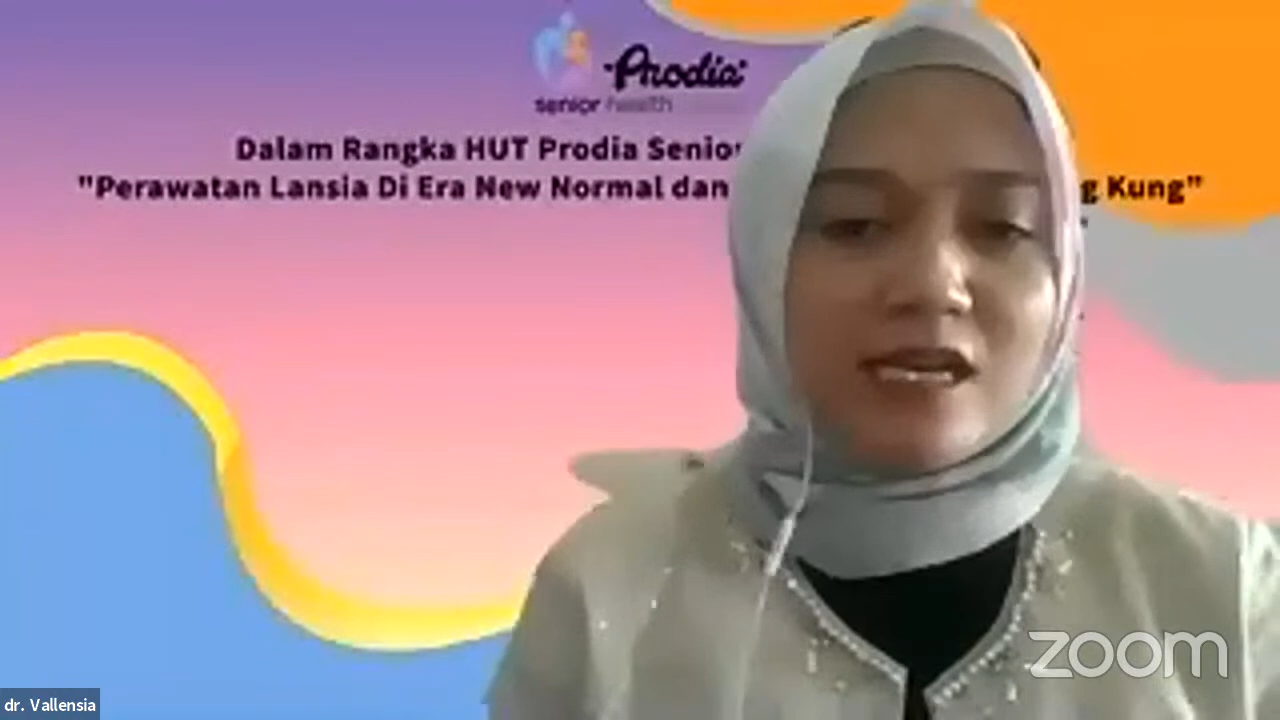 Prodia
senior health
Dalam Rangka HUT Prodia Senior
"Perawatan Lansia Di Era New Normal dan
g Kung"
zoom
dr. Vallensia